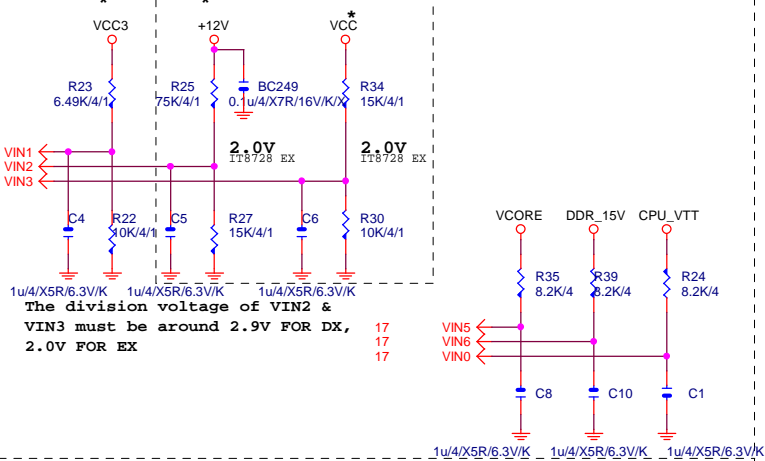 *
*
*
VCC3
+12V
VCC
R23
6.49K/4/1
R25
75K/4/1
BC249
0.1u/4/X7R/16V/K/X
R34
15K/4/1
VIN1
VIN2
VIN3
2.0V
IT8728 EX
2.0V
IT8728 EX
C4
R22
10K/4/1
C5
R27
15K/4/1
C6
R30
10K/4/1
1u/4/X5R/6.3V/K
1u/4/X5R/6.3V/K
1u/4/X5R/6.3V/K
The division voltage of VIN2 &
VIN3 must be around 2.9V FOR DX,
2.0V FOR EX
VCORE
DDR_15V
CPU_VTT
R35
8.2K/4
R39
8.2K/4
R24
8.2K/4
17
VIN5
17
VIN6
17
VIN0
C8
C10
C1
1u/4/X5R/6.3V/K
1u/4/X5R/6.3V/K
1u/4/X5R/6.3V/K